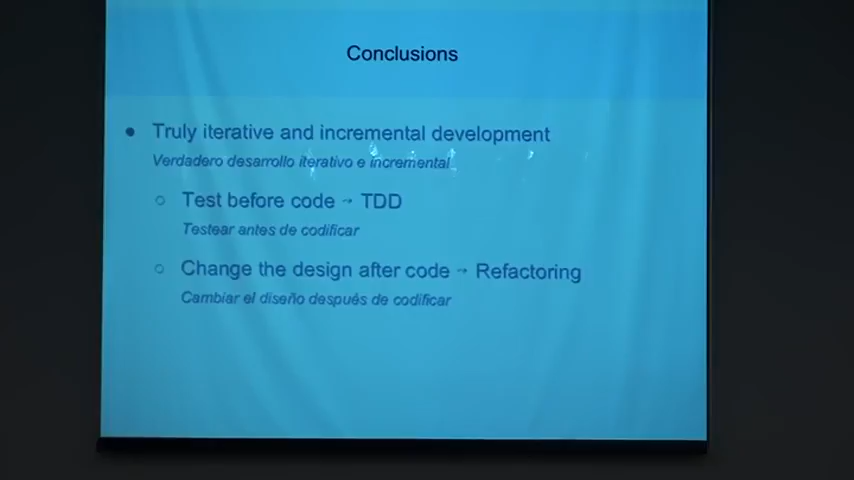 Conclusions
● Truly iterative and incremental development
Verdadero desarrollo iterativo e incremental
○ Test before code → TDD
Testear antes de codificar
○ Change the design after code → Refactoring
Cambiar el diseño después de codificar